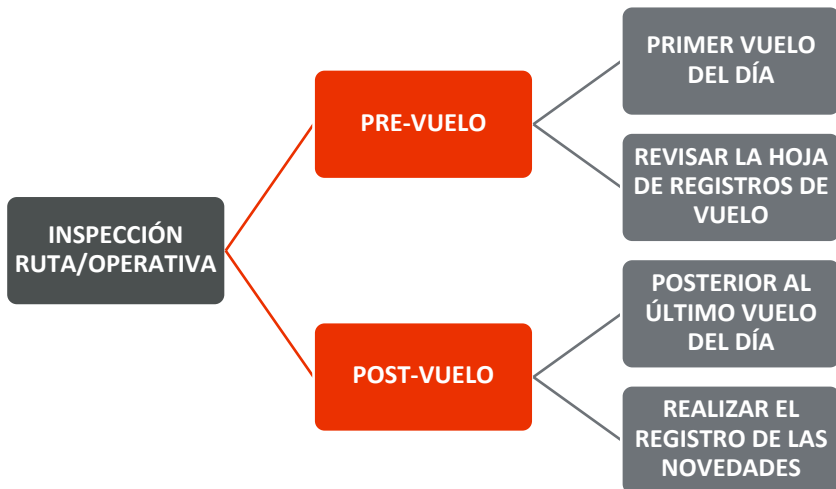 PRIMER VUELO
DEL DÍA
PRE-VUELO
REVISAR LA HOJA
DE REGISTROS DE
VUELO
INSPECCIÓN
RUTA/OPERATIVA
POSTERIOR AL
ÚLTIMO VUELO
DEL DÍA
POST-VUELO
REALIZAR EL
REGISTRO DE LAS
NOVEDADES